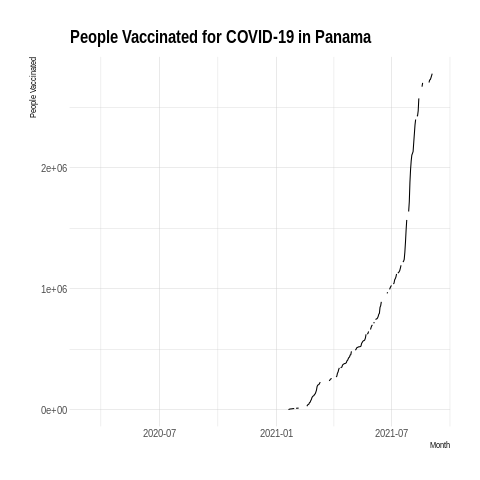 People Vaccinated for COVID-19 in Panama
People Vaccinated
2e+06
1e+06
0e+00
2020-07
2021-01
2021-07
Month